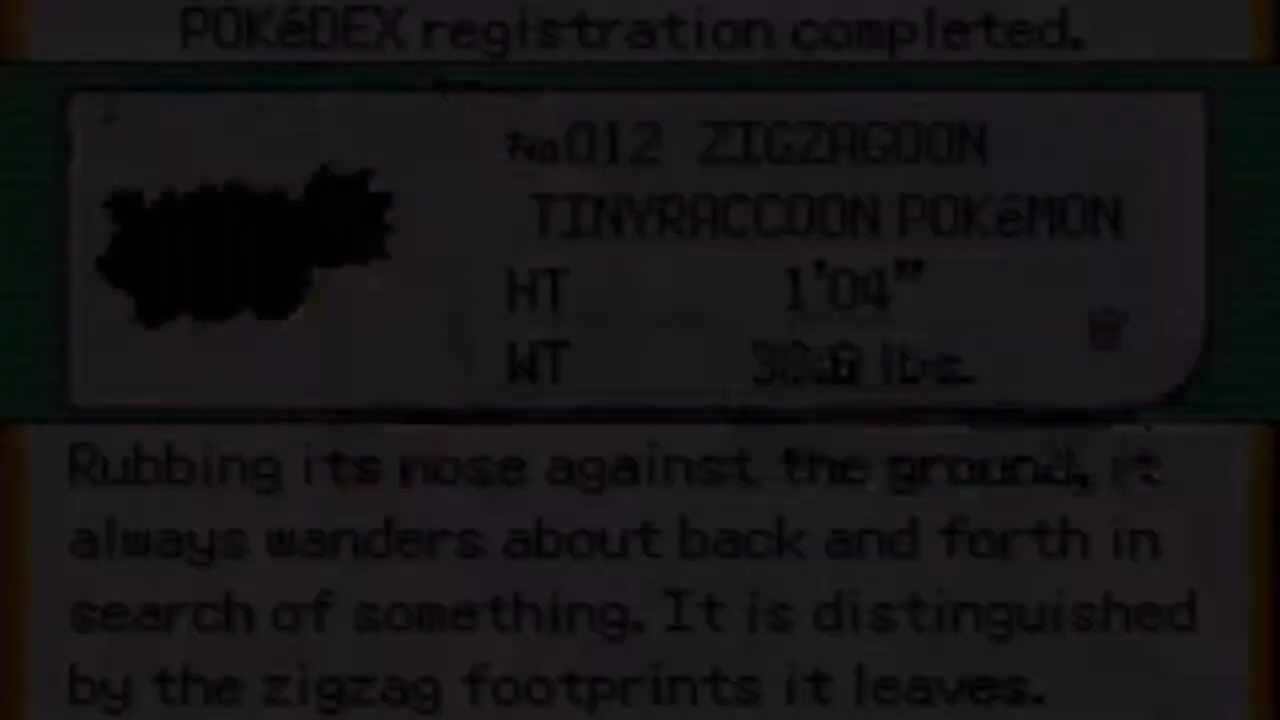 POKéDEX registration completed.
No012 ZIGZAGOON
TINYRACCOON POKéMON
HT 1'04"
WT lbs.
Rubbing its nose against the ground, it
always wanders about back and forth in
search of something. It is distinguished
by the zigzag footprints it leaves.